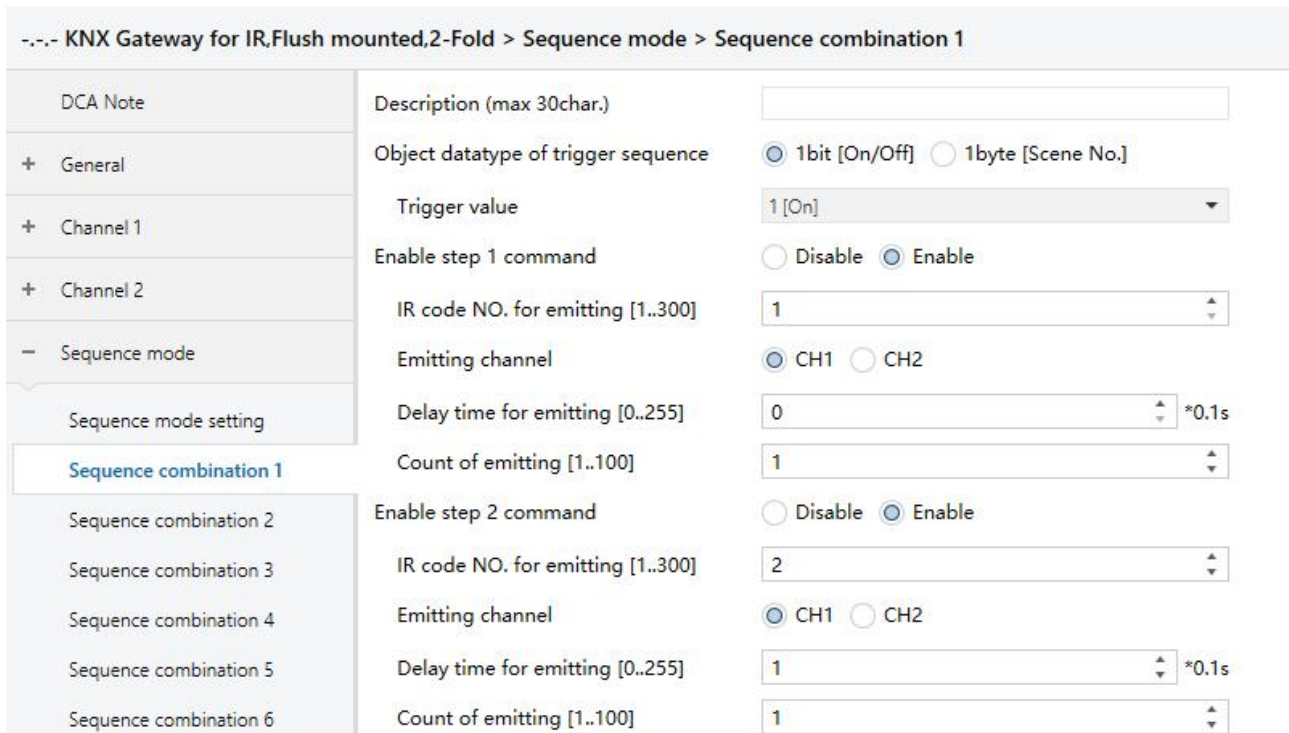 -.-.- KNX Gateway for IR,Flush mounted,2-Fold > Sequence mode > Sequence combination 1
DCA Note
+ General
+ Channel 1
+ Channel 2
− Sequence mode
Sequence mode setting
Sequence combination 1
Sequence combination 2
Sequence combination 3
Sequence combination 4
Sequence combination 5
Sequence combination 6
Description (max 30char.)
Object datatype of trigger sequence 1bit [On/Off] 1byte [Scene No.]
Trigger value 1 [On]
Enable step 1 command Disable Enable
IR code NO. for emitting [1..300] 1
Emitting channel CH1 CH2
Delay time for emitting [0..255] 0 *0.1s
Count of emitting [1..100] 1
Enable step 2 command Disable Enable
IR code NO. for emitting [1..300] 2
Emitting channel CH1 CH2
Delay time for emitting [0..255] 1 *0.1s
Count of emitting [1..100] 1